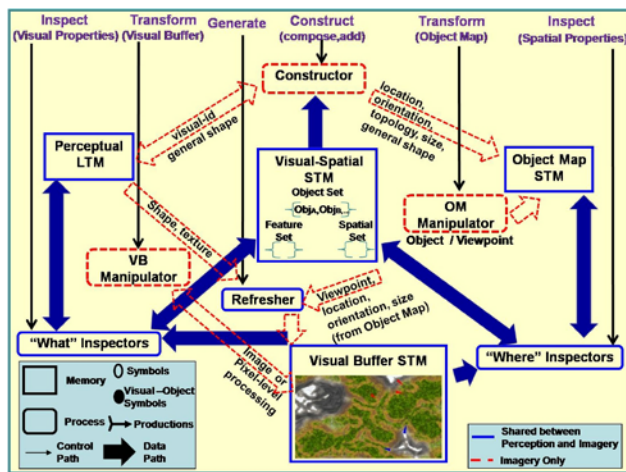 Inspect
(Visual Properties)
Transform
(Visual Buffer)
Generate
Construct
(compose,add)
Transform
(Object Map)
Inspect
(Spatial Properties)
Constructor
visual-id
general shape
location,
orientation,
topology, size,
general shape
Perceptual
LTM
Visual-Spatial
STM
Object Set
Feature
Set
Spatial
Set
Object Map
STM
OM
Manipulator
Object / Viewpoint
Shape, texture
VB
Manipulator
Refresher
Viewpoint,
location,
orientation, size
(from Object Map)
"What" Inspectors
Image or
Pixel-level
processing
Visual Buffer STM
"Where" Inspectors
Memory
Symbols
Visual--Object
Symbols
Process
Productions
Control
Path
Data
Path
Shared between
Perception and Imagery
Imagery Only